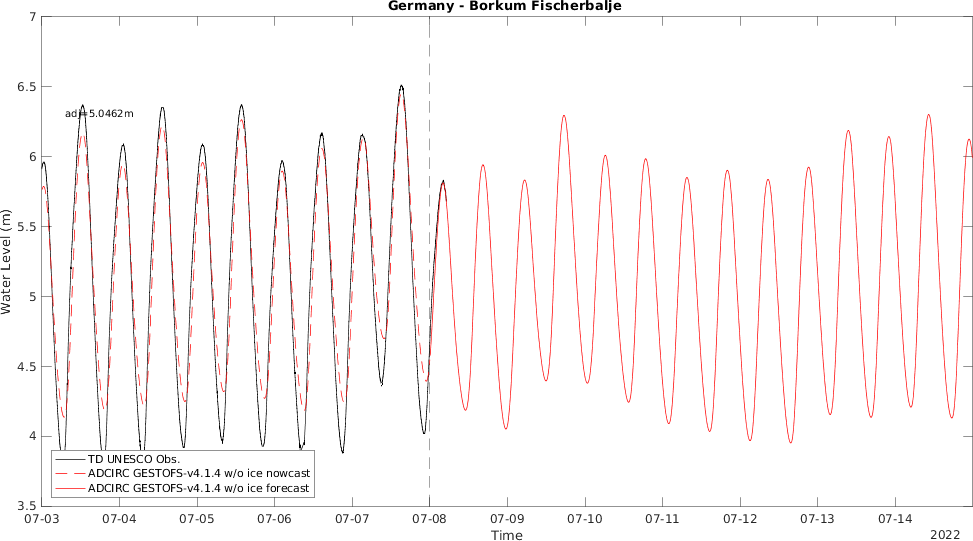 Germany - Borkum Fischerbalje
7
6.5
6
5.5
5
4.5
4
3.5
Water Level (m)
adj=5.0462m
TD UNESCO Obs.
ADCIRC GESTOFS-v4.1.4 w/o ice nowcast
ADCIRC GESTOFS-v4.1.4 w/o ice forecast
07-03 07-04 07-05 07-06 07-07 07-08 07-09 07-10 07-11 07-12 07-13 07-14
Time
2022